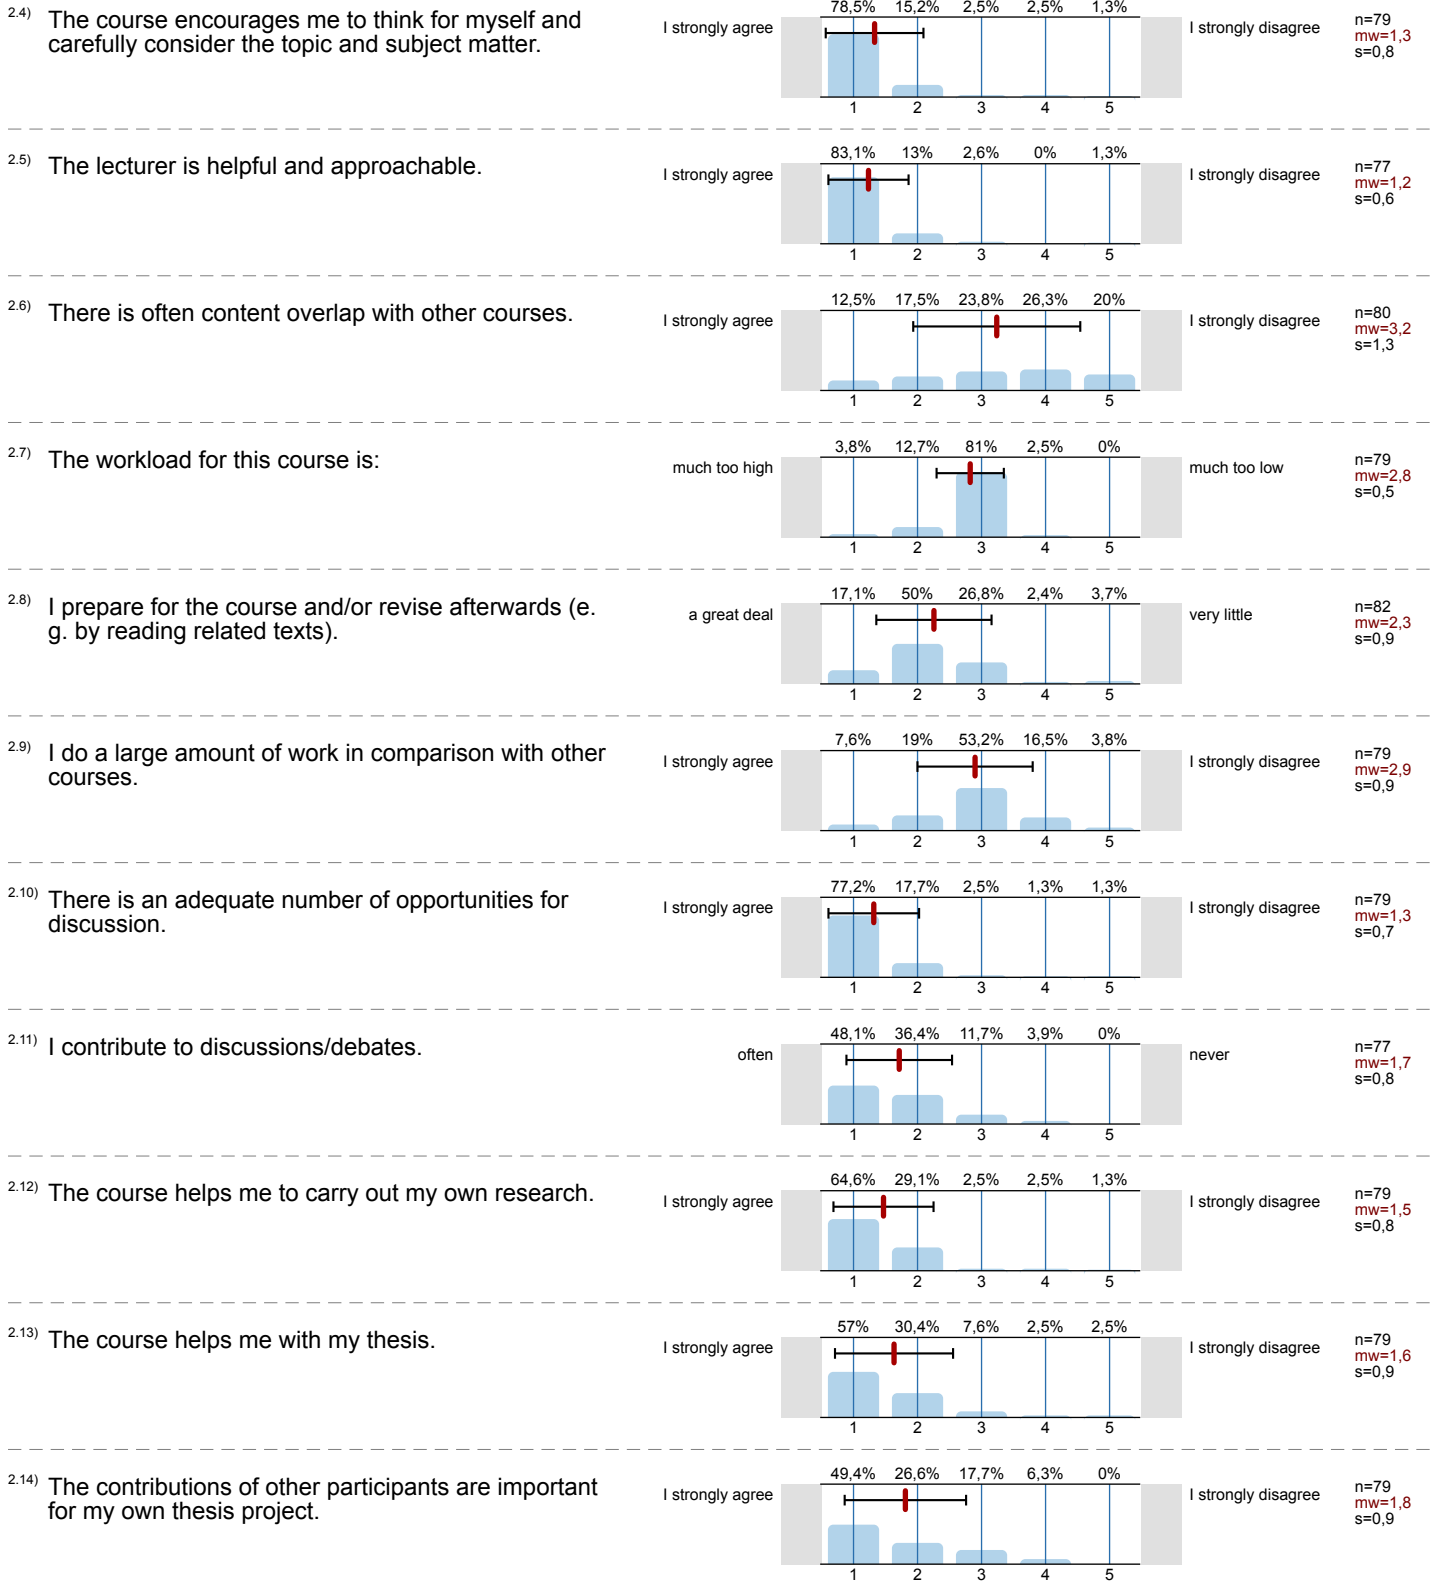 2.4) The course encourages me to think for myself and
carefully consider the topic and subject matter.
I strongly agree
78,5% 15,2% 2,5% 2,5% 1,3%
1 2 3 4 5
I strongly disagree
n=79
mw=1,3
s=0,8
2.5) The lecturer is helpful and approachable.
I strongly agree
83,1% 13% 2,6% 0% 1,3%
1 2 3 4 5
I strongly disagree
n=77
mw=1,2
s=0,6
2.6) There is often content overlap with other courses.
I strongly agree
12,5% 17,5% 23,8% 26,3% 20%
1 2 3 4 5
I strongly disagree
n=80
mw=3,2
s=1,3
2.7) The workload for this course is:
much too high
3,8% 12,7% 81% 2,5% 0%
1 2 3 4 5
much too low
n=79
mw=2,8
s=0,5
2.8) I prepare for the course and/or revise afterwards (e.
g. by reading related texts).
a great deal
17,1% 50% 26,8% 2,4% 3,7%
1 2 3 4 5
very little
n=82
mw=2,3
s=0,9
2.9) I do a large amount of work in comparison with other
courses.
I strongly agree
7,6% 19% 53,2% 16,5% 3,8%
1 2 3 4 5
I strongly disagree
n=79
mw=2,9
s=0,9
2.10) There is an adequate number of opportunities for
discussion.
I strongly agree
77,2% 17,7% 2,5% 1,3% 1,3%
1 2 3 4 5
I strongly disagree
n=79
mw=1,3
s=0,7
2.11) I contribute to discussions/debates.
often
48,1% 36,4% 11,7% 3,9% 0%
1 2 3 4 5
never
n=77
mw=1,7
s=0,8
2.12) The course helps me to carry out my own research.
I strongly agree
64,6% 29,1% 2,5% 2,5% 1,3%
1 2 3 4 5
I strongly disagree
n=79
mw=1,5
s=0,8
2.13) The course helps me with my thesis.
I strongly agree
57% 30,4% 7,6% 2,5% 2,5%
1 2 3 4 5
I strongly disagree
n=79
mw=1,6
s=0,9
2.14) The contributions of other participants are important
for my own thesis project.
I strongly agree
49,4% 26,6% 17,7% 6,3% 0%
1 2 3 4 5
I strongly disagree
n=79
mw=1,8
s=0,9